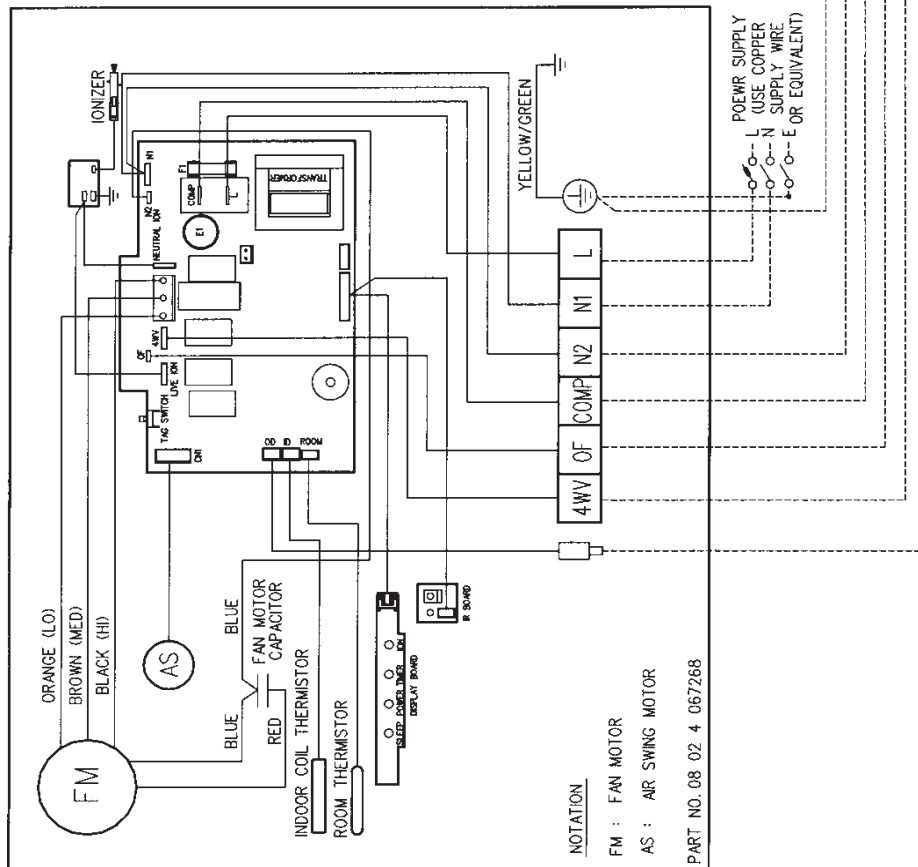 ORANGE (LO)
BROWN (MED)
BLACK (HI)
FM
AS
BLUE
BLUE
FAN MOTOR
CAPACITOR
RED
INDOOR COIL THERMISTOR
ROOM THERMISTOR
IONIZER
N1
N2
NEUTRAL ION
COMP
L
F1
E1
TRANSFORMER
4WV
OF
LIVE ION
TAG SWITCH
CN1
OD
ID
ROOM
SLEEP
POWER
TIMER
ION
DISPLAY BOARD
IR BOARD
YELLOW/GREEN
4WV
OF
COMP
N2
N1
L
POEWR SUPPLY
L (USE COPPER
N SUPPLY WIRE
E OR EQUIVALENT)
NOTATION
FM : FAN MOTOR
AS : AIR SWING MOTOR
PART NO. 08 02 4 067268